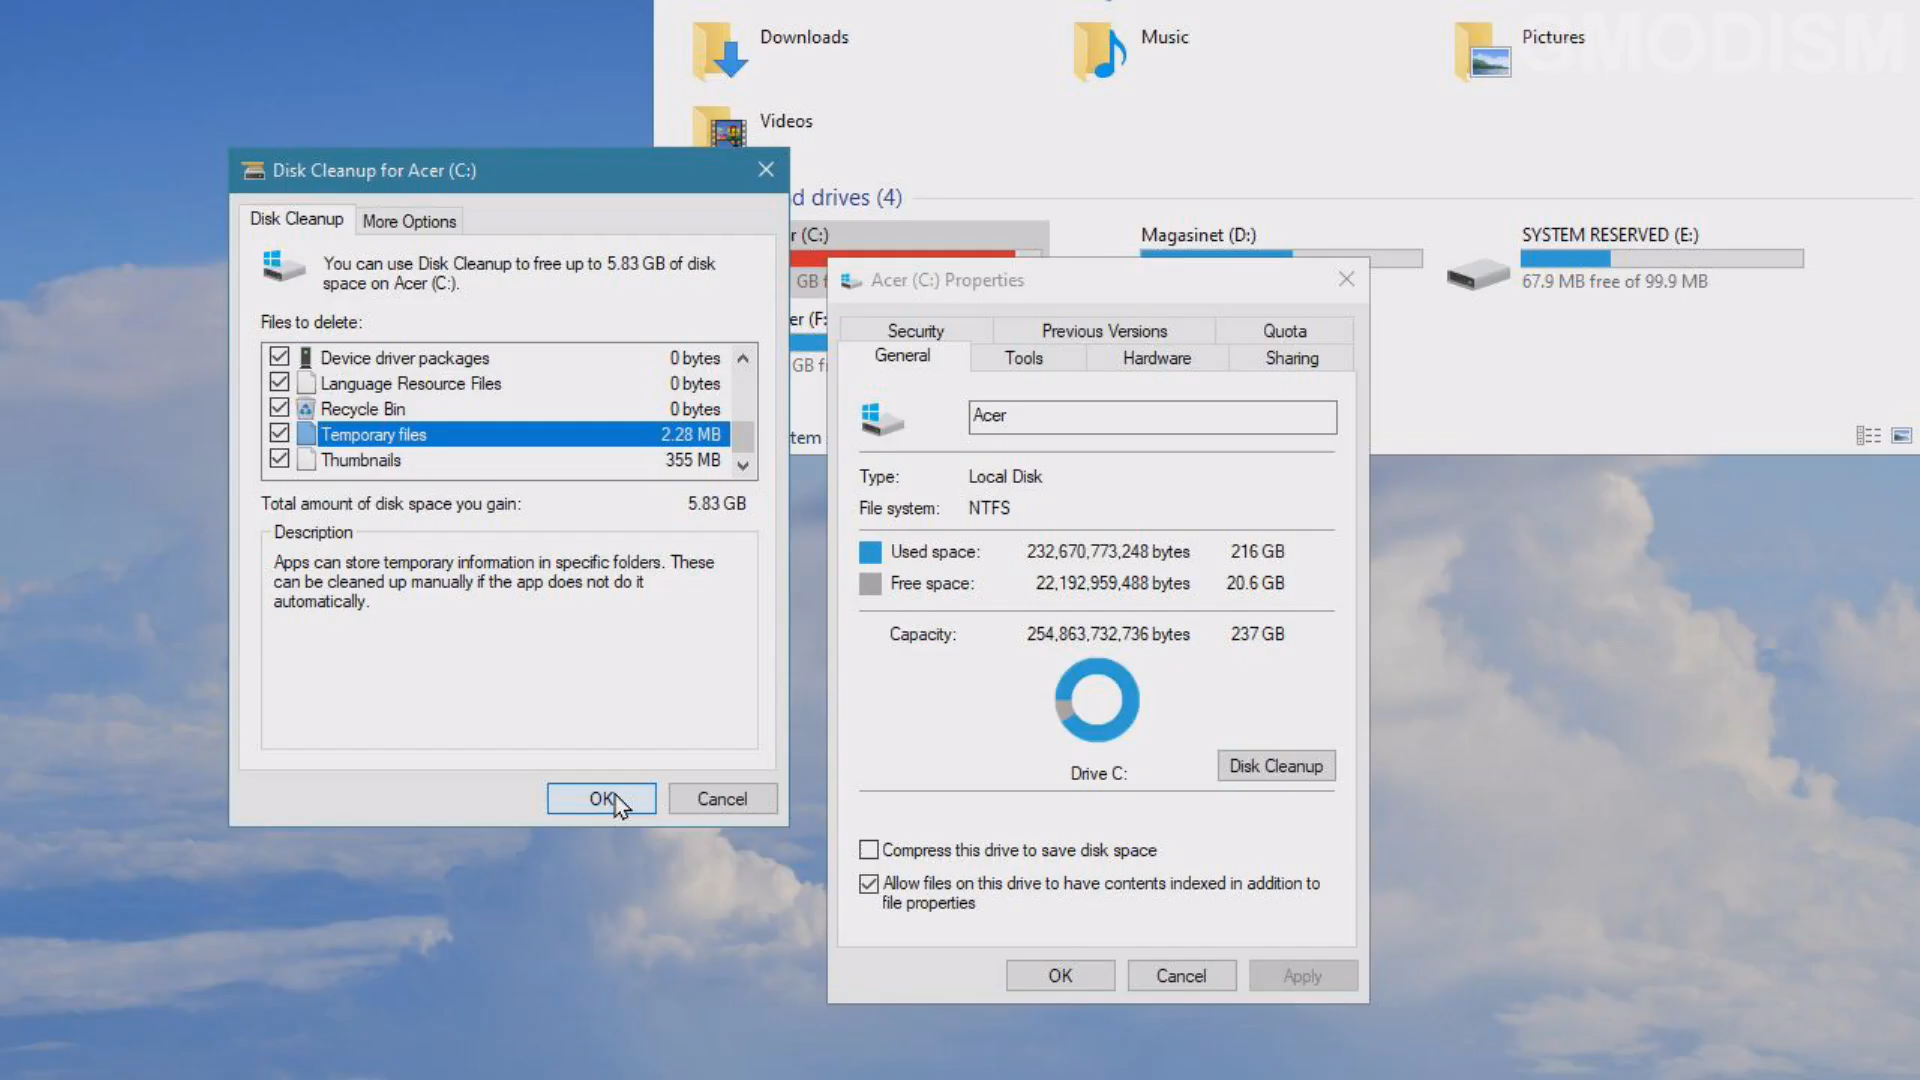 Downloads
Music
Pictures
GMODISM
Videos
Disk Cleanup for Acer (C:)
d drives (4)
Disk Cleanup
More Options
r (C:)
Magasinet (D:)
SYSTEM RESERVED (E:)
You can use Disk Cleanup to free up to 5.83 GB of disk
space on Acer (C:).
GB f
67.9 MB free of 99.9 MB
Acer (C:) Properties
Files to delete:
er (F:
Security
Previous Versions
Quota
General
Tools
Hardware
Sharing
GB fr
Device driver packages 0 bytes
Language Resource Files 0 bytes
Recycle Bin 0 bytes
Temporary files 2.28 MB
Thumbnails 355 MB
Acer
tem
Total amount of disk space you gain: 5.83 GB
Type: Local Disk
File system: NTFS
Description
Apps can store temporary information in specific folders. These
can be cleaned up manually if the app does not do it
automatically.
Used space: 232,670,773,248 bytes 216 GB
Free space: 22,192,959,488 bytes 20.6 GB
Capacity: 254,863,732,736 bytes 237 GB
Drive C:
Disk Cleanup
OK
Cancel
Compress this drive to save disk space
Allow files on this drive to have contents indexed in addition to
file properties
OK
Cancel
Apply